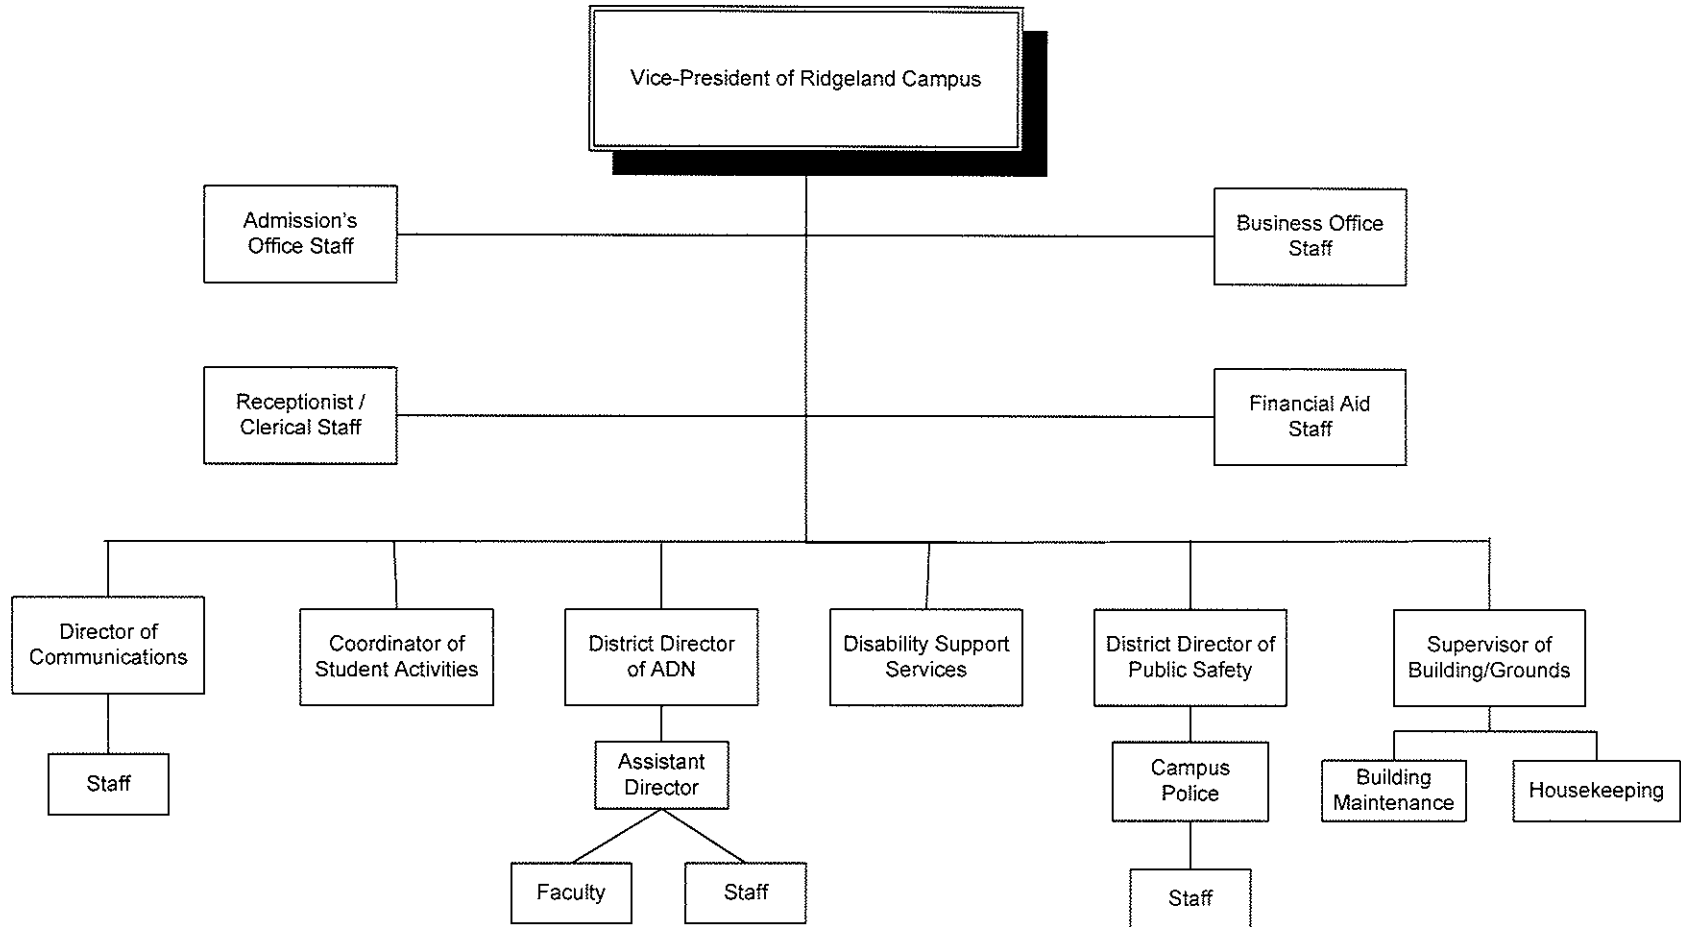 Vice-President of Ridgeland Campus
Admission's
Office Staff
Business Office
Staff
Receptionist /
Clerical Staff
Financial Aid
Staff
Director of
Communications
Coordinator of
Student Activities
District Director
of ADN
Disability Support
Services
District Director of
Public Safety
Supervisor of
Building/Grounds
Staff
Assistant
Director
Campus
Police
Building
Maintenance
Housekeeping
Faculty
Staff
Staff